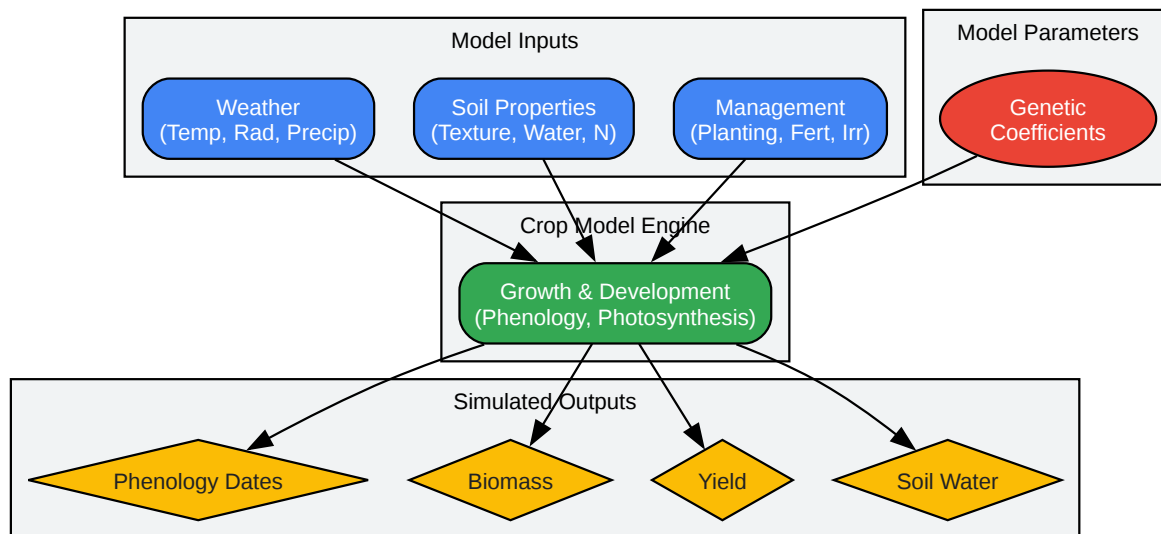 Model Inputs
Model Parameters
Weather
(Temp, Rad, Precip)
Soil Properties
(Texture, Water, N)
Management
(Planting, Fert, Irr)
Genetic
Coefficients
Crop Model Engine
Growth & Development
(Phenology, Photosynthesis)
Simulated Outputs
Phenology Dates
Biomass
Yield
Soil Water